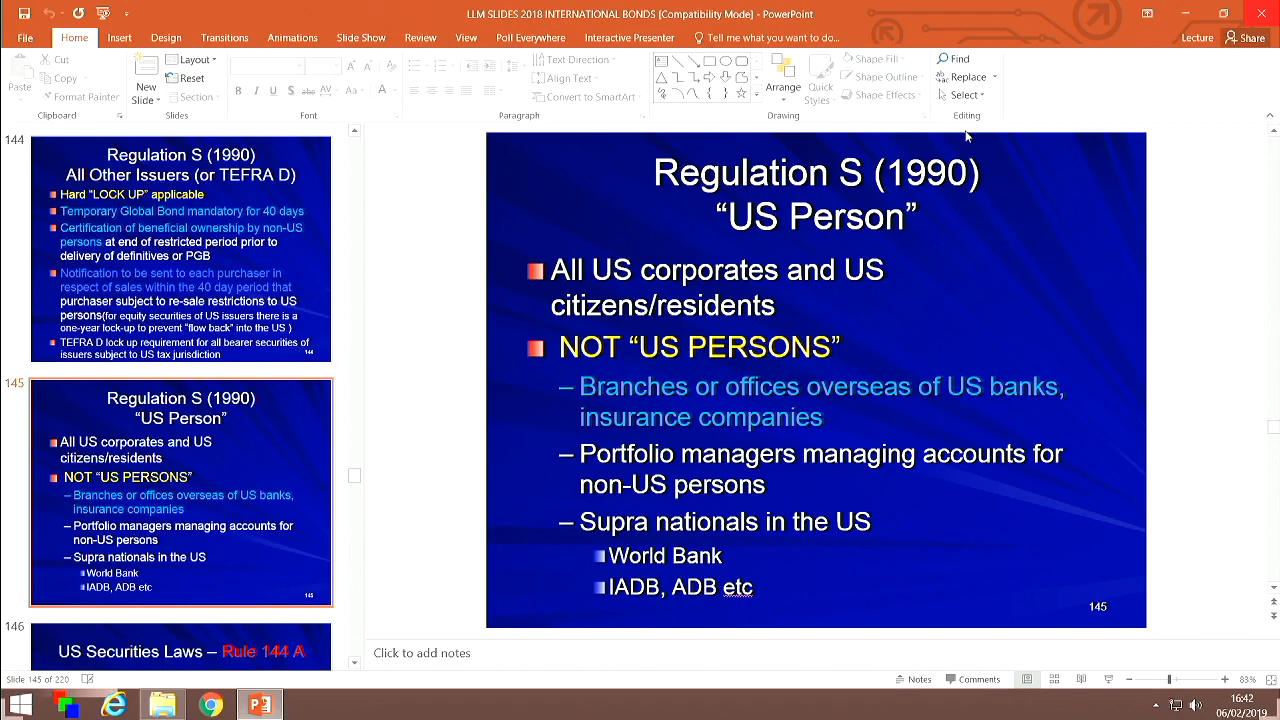 LLM SLIDES 2018 INTERNATIONAL BONDS [Compatibility Mode] - PowerPoint
File Home Insert Design Transitions Animations Slide Show Review View Poll Everywhere Interactive Presenter Tell me what you want to do... Lecture Share
Paste
Cut
Copy
Format Painter
Clipboard
New
Slide
Layout
Reset
Section
Slides
B I U S abc AV Aa A
Font
Text Direction
Align Text
Convert to SmartArt
Paragraph
Arrange
Quick
Styles
Shape Fill
Shape Outline
Shape Effects
Drawing
Find
Replace
Select
Editing
144
Regulation S (1990)
All Other Issuers (or TEFRA D)
Hard “LOCK UP” applicable
Temporary Global Bond mandatory for 40 days
Certification of beneficial ownership by non-US
persons at end of restricted period prior to
delivery of definitives or PGB
Notification to be sent to each purchaser in
respect of sales within the 40 day period that
purchaser subject to re-sale restrictions to US
persons(for equity securities of US issuers there is a
one-year lock-up to prevent “flow back” into the US )
TEFRA D lock up requirement for all bearer securities of
issuers subject to US tax jurisdiction
144
145
Regulation S (1990)
“US Person”
All US corporates and US
citizens/residents
NOT “US PERSONS”
– Branches or offices overseas of US banks,
insurance companies
– Portfolio managers managing accounts for
non-US persons
– Supra nationals in the US
World Bank
IADB, ADB etc
145
146
US Securities Laws – Rule 144 A
Regulation S (1990)
“US Person”
All US corporates and US
citizens/residents
NOT “US PERSONS”
– Branches or offices overseas of US banks,
insurance companies
– Portfolio managers managing accounts for
non-US persons
– Supra nationals in the US
World Bank
IADB, ADB etc
145
Click to add notes
Slide 145 of 220 Notes Comments 83%
16:42
06/02/2019